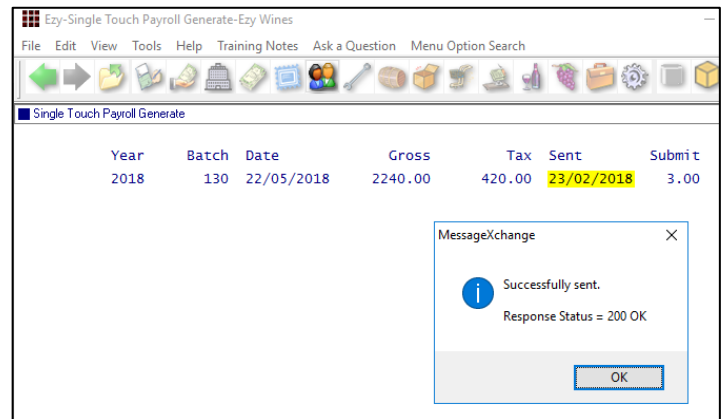 Ezy-Single Touch Payroll Generate-Ezy Wines
File Edit View Tools Help Training Notes Ask a Question Menu Option Search
Single Touch Payroll Generate
Year Batch Date Gross Tax Sent Submit
2018 130 22/05/2018 2240.00 420.00 23/02/2018 3.00
MessageXchange
Successfully sent.
Response Status = 200 OK
OK